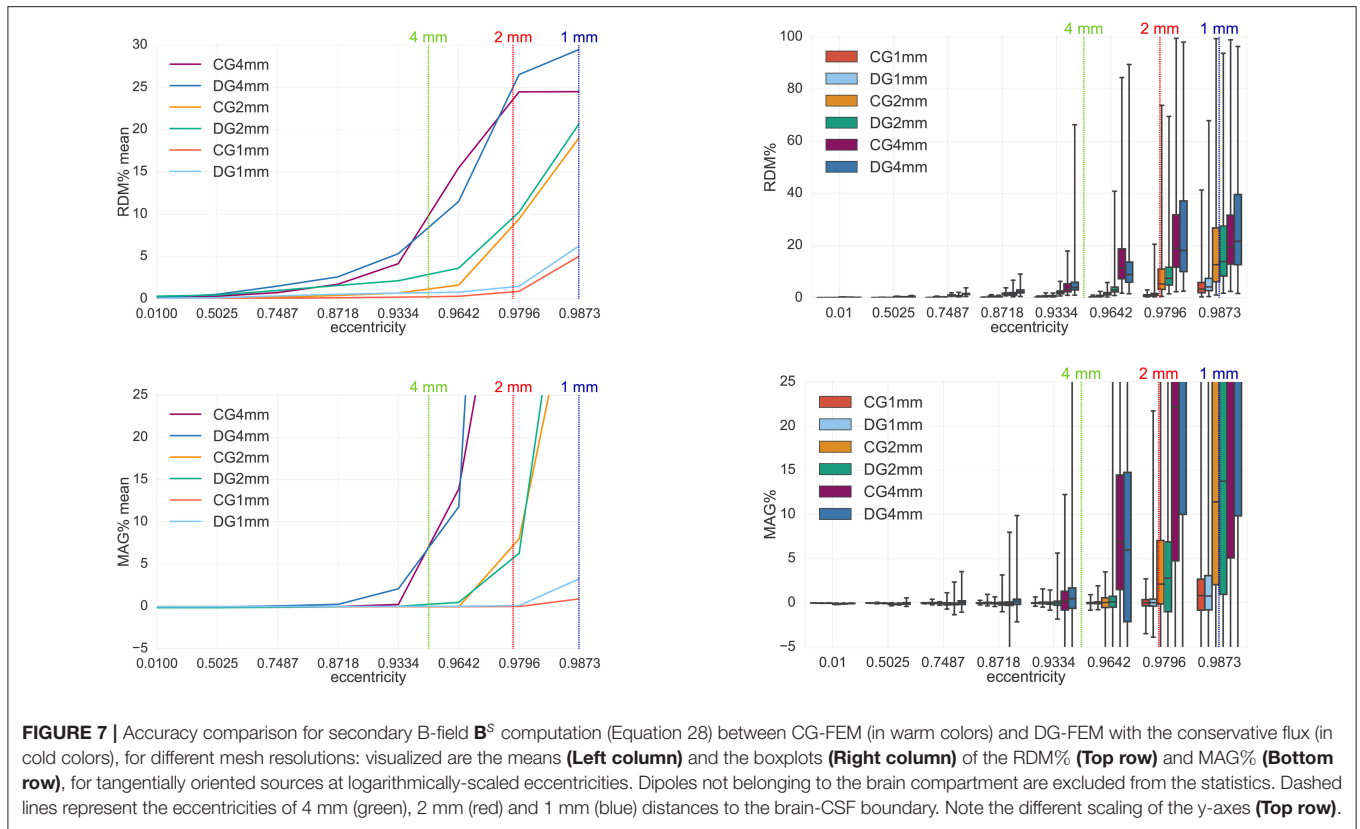 4 mm
2 mm
1 mm
30
25
20
15
10
5
0
RDM% mean
CG4mm
DG4mm
CG2mm
DG2mm
CG1mm
DG1mm
0.0100 0.5025 0.7487 0.8718 0.9334 0.9642 0.9796 0.9873
eccentricity
4 mm
2 mm
1 mm
100
80
60
40
20
0
RDM%
CG1mm
DG1mm
CG2mm
DG2mm
CG4mm
DG4mm
0.01 0.5025 0.7487 0.8718 0.9334 0.9642 0.9796 0.9873
eccentricity
4 mm
2 mm
1 mm
25
20
15
10
5
0
−5
MAG% mean
CG4mm
DG4mm
CG2mm
DG2mm
CG1mm
DG1mm
0.0100 0.5025 0.7487 0.8718 0.9334 0.9642 0.9796 0.9873
eccentricity
4 mm
2 mm
1 mm
25
20
15
10
5
0
−5
MAG%
CG1mm
DG1mm
CG2mm
DG2mm
CG4mm
DG4mm
0.01 0.5025 0.7487 0.8718 0.9334 0.9642 0.9796 0.9873
eccentricity
FIGURE 7 | Accuracy comparison for secondary B-field B^S computation (Equation 28) between CG-FEM (in warm colors) and DG-FEM with the conservative flux (in
cold colors), for different mesh resolutions: visualized are the means (Left column) and the boxplots (Right column) of the RDM% (Top row) and MAG% (Bottom
row), for tangentially oriented sources at logarithmically-scaled eccentricities. Dipoles not belonging to the brain compartment are excluded from the statistics. Dashed
lines represent the eccentricities of 4 mm (green), 2 mm (red) and 1 mm (blue) distances to the brain-CSF boundary. Note the different scaling of the y-axes (Top row).